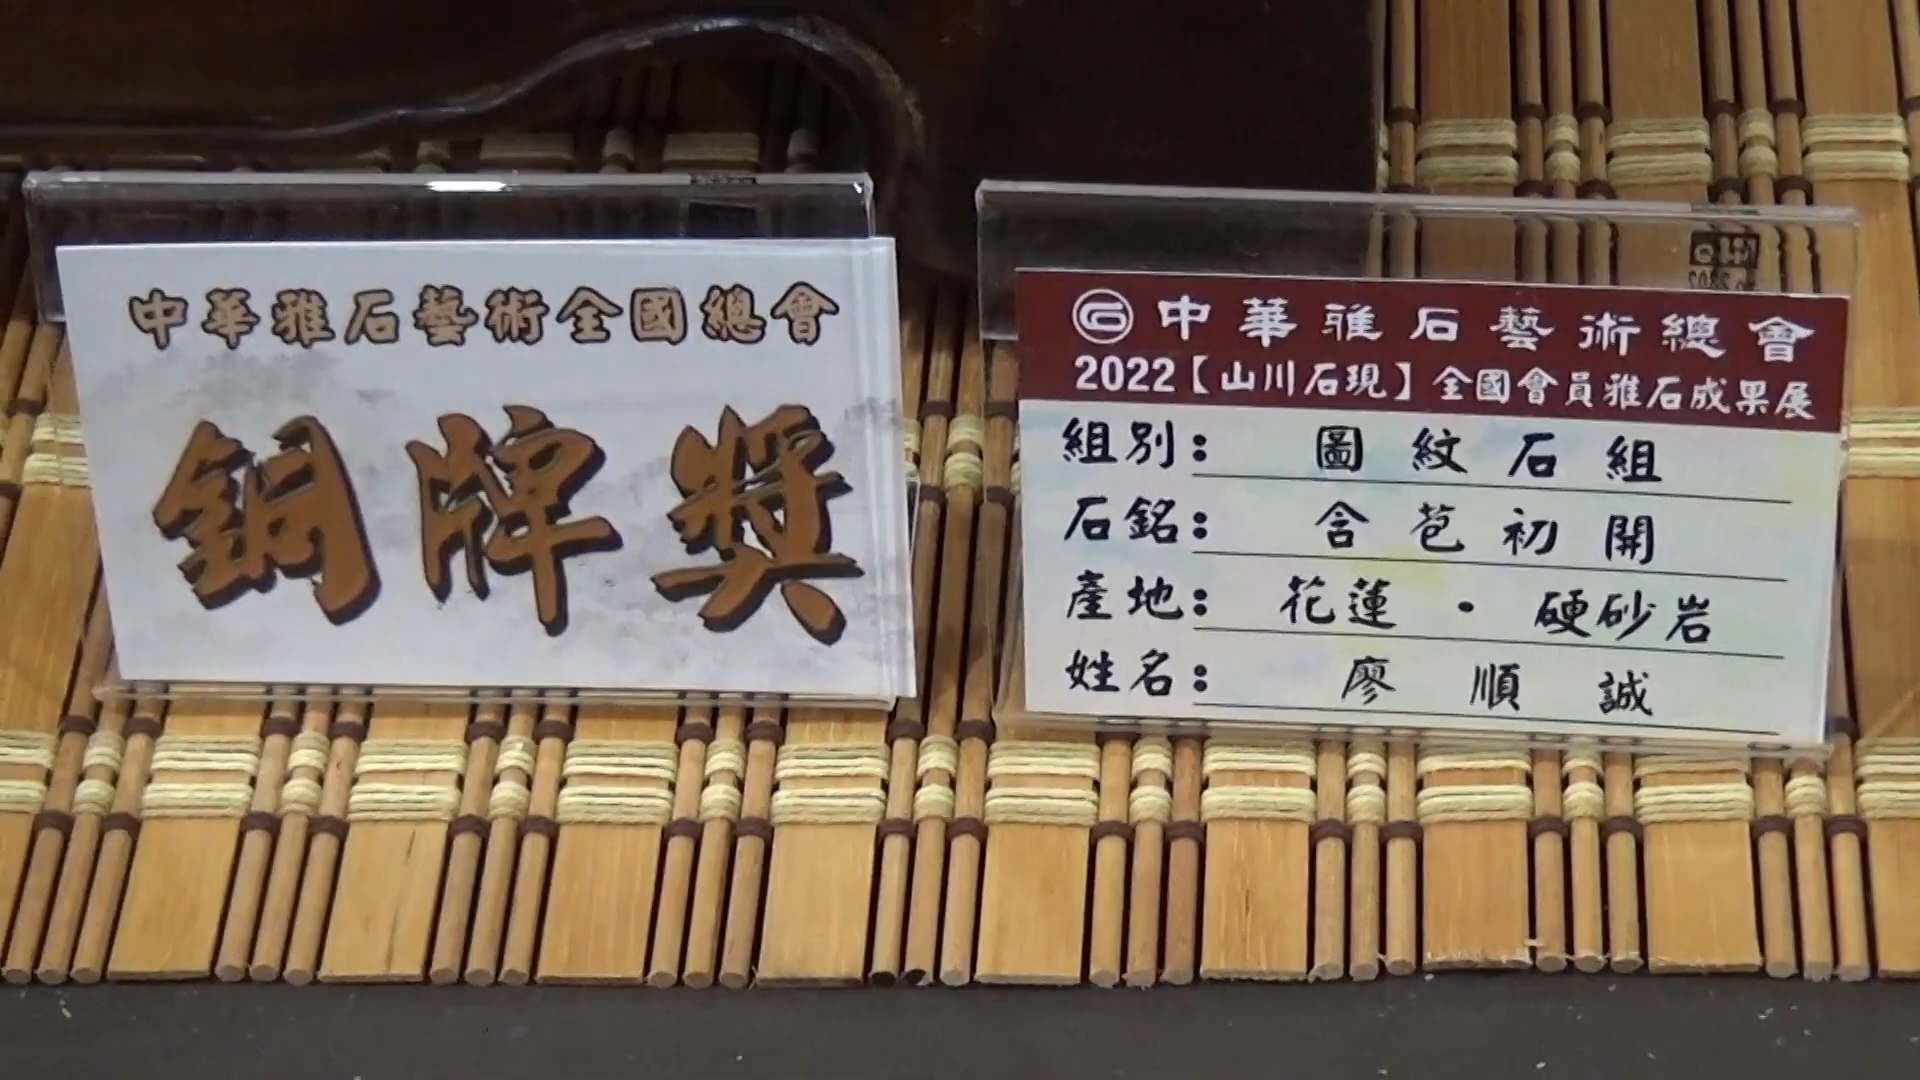 中華雅石藝術全國總會
銅牌獎
中華雅石藝術總會
2022【山川石現】全國會員雅石成果展
組別： 圖紋石組
石銘： 含苞初開
產地： 花蓮・硬砂岩
姓名： 廖順誠